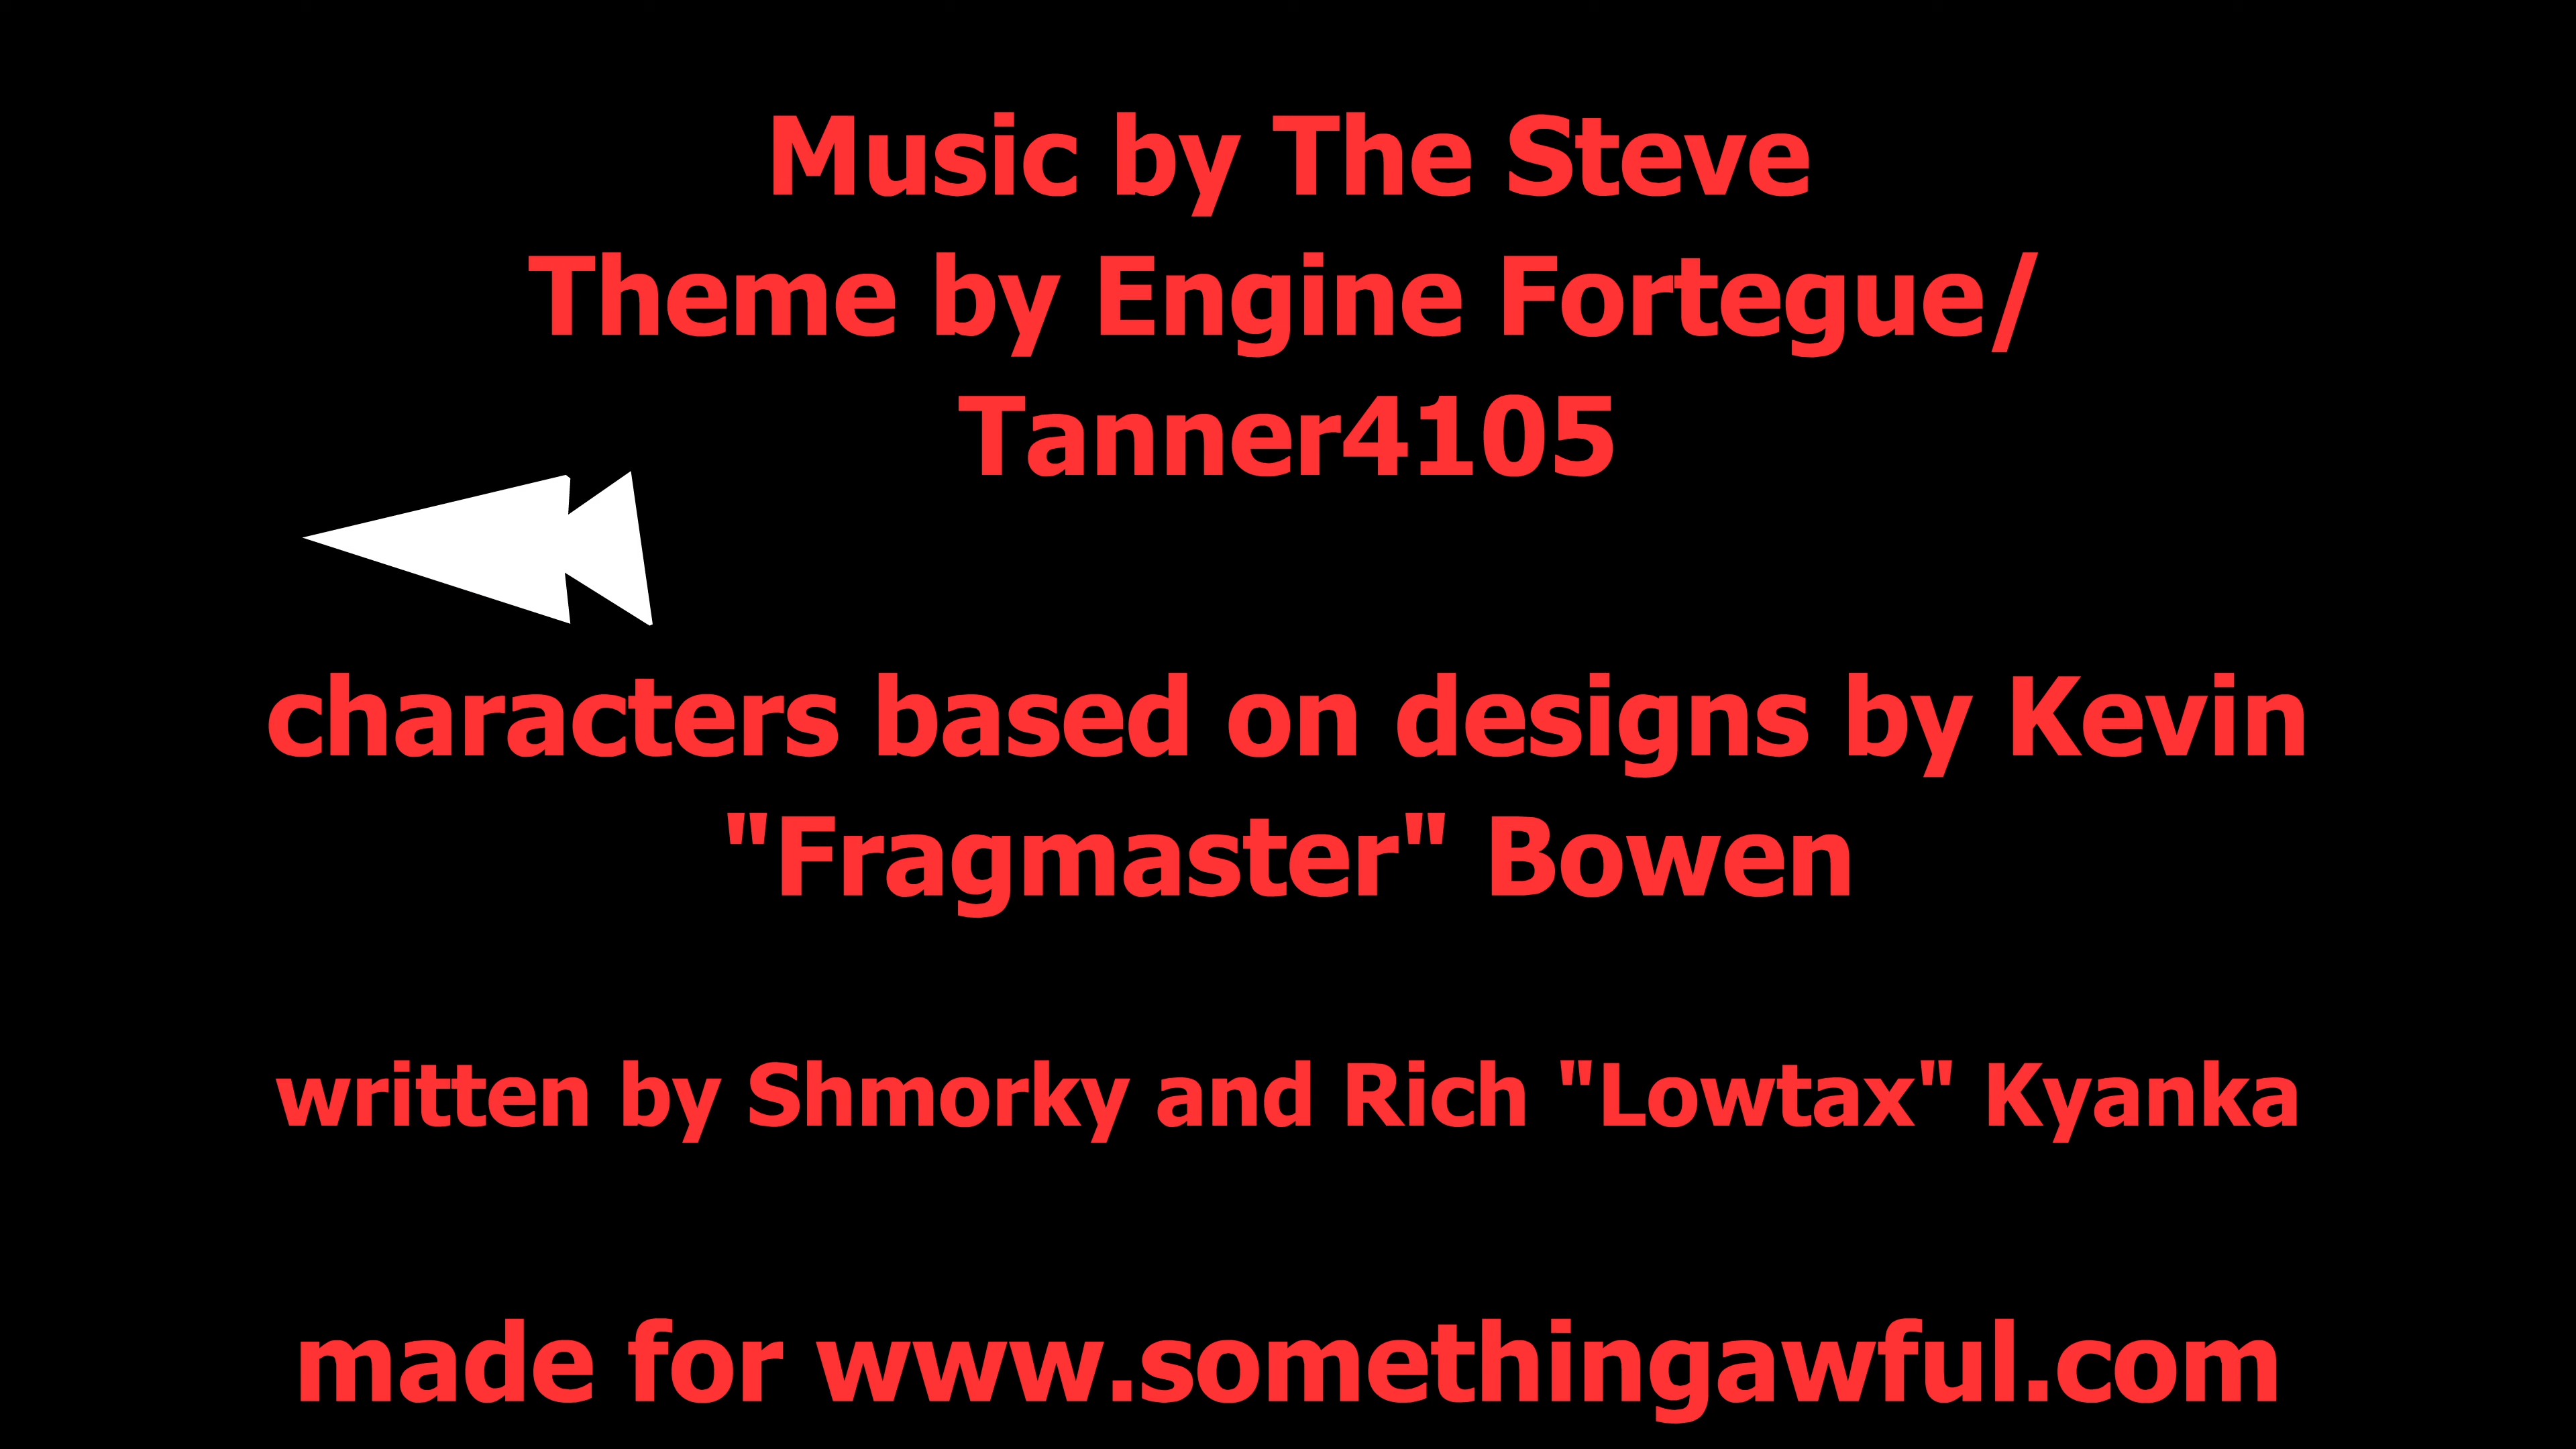 Music by The Steve
Theme by Engine Fortegue/
Tanner4105
characters based on designs by Kevin
"Fragmaster" Bowen
written by Shmorky and Rich "Lowtax" Kyanka
made for www.somethingawful.com